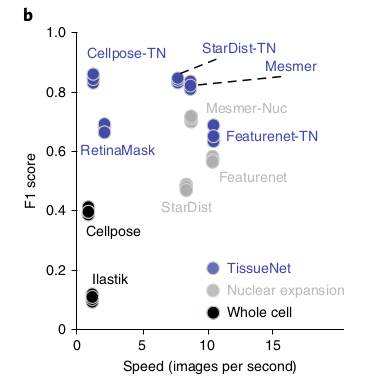 b
1.0
Cellpose-TN
StarDist-TN
Mesmer
0.8
Mesmer-Nuc
Featurenet-TN
RetinaMask
0.6
Featurenet
F1 score
StarDist
0.4
Cellpose
Ilastik
0.2
TissueNet
Nuclear expansion
Whole cell
0
0 5 10 15
Speed (images per second)